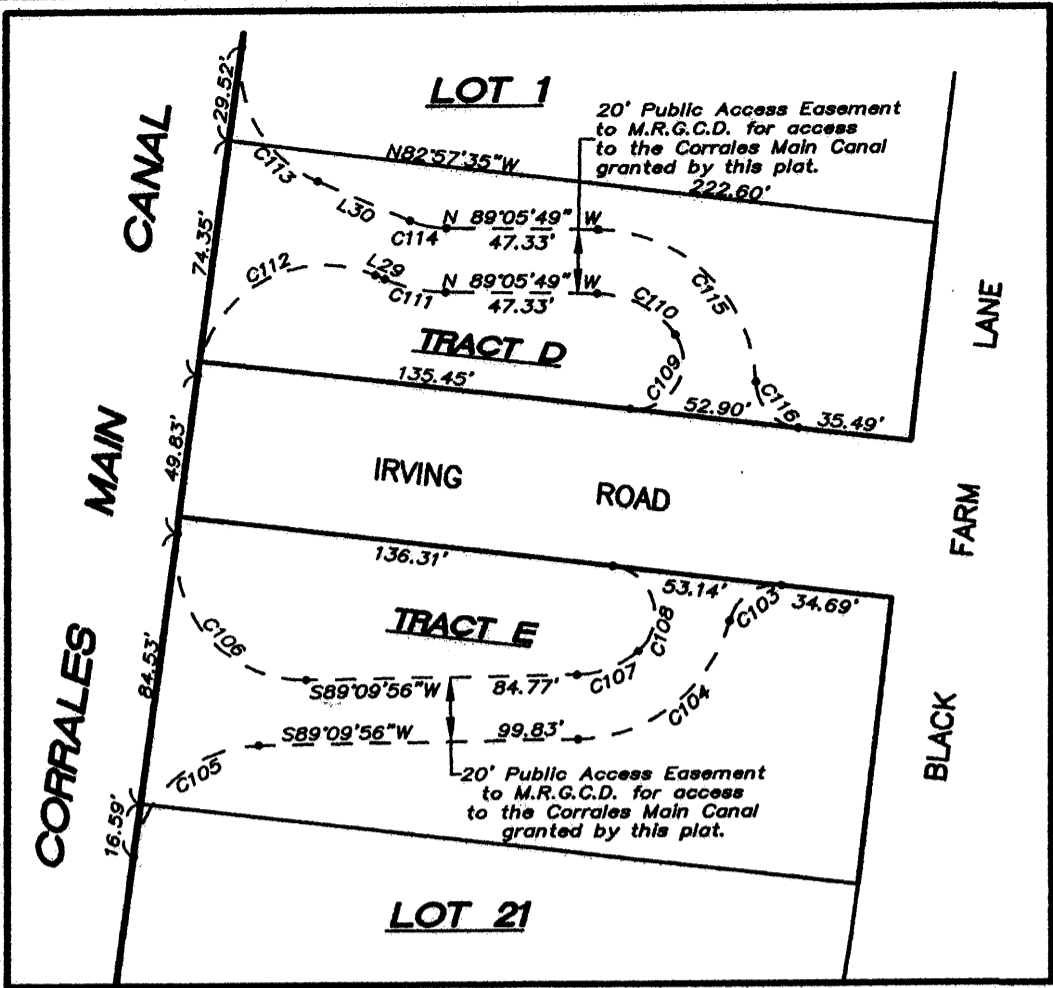 LOT 1
20' Public Access Easement
to M.R.G.C.D. for access
to the Corrales Main Canal
granted by this plat.
29.52'
CANAL
C113
N82°57'35"W
222.60'
L30
C114
N 89°05'49" W
47.33'
74.35'
C112
L29
C111
N 89°05'49" W
47.33'
C110
C115
LANE
TRACT D
135.45'
C109
52.90'
C116
35.49'
MAIN
49.83'
IRVING
ROAD
FARM
136.31'
53.14'
C103
34.69'
TRACT E
C108
C106
CORRALES
84.53'
S89°09'56"W
84.77'
C107
C104
S89°09'56"W
99.83'
BLACK
C105
20' Public Access Easement
to M.R.G.C.D. for access
to the Corrales Main Canal
granted by this plat.
16.59'
LOT 21